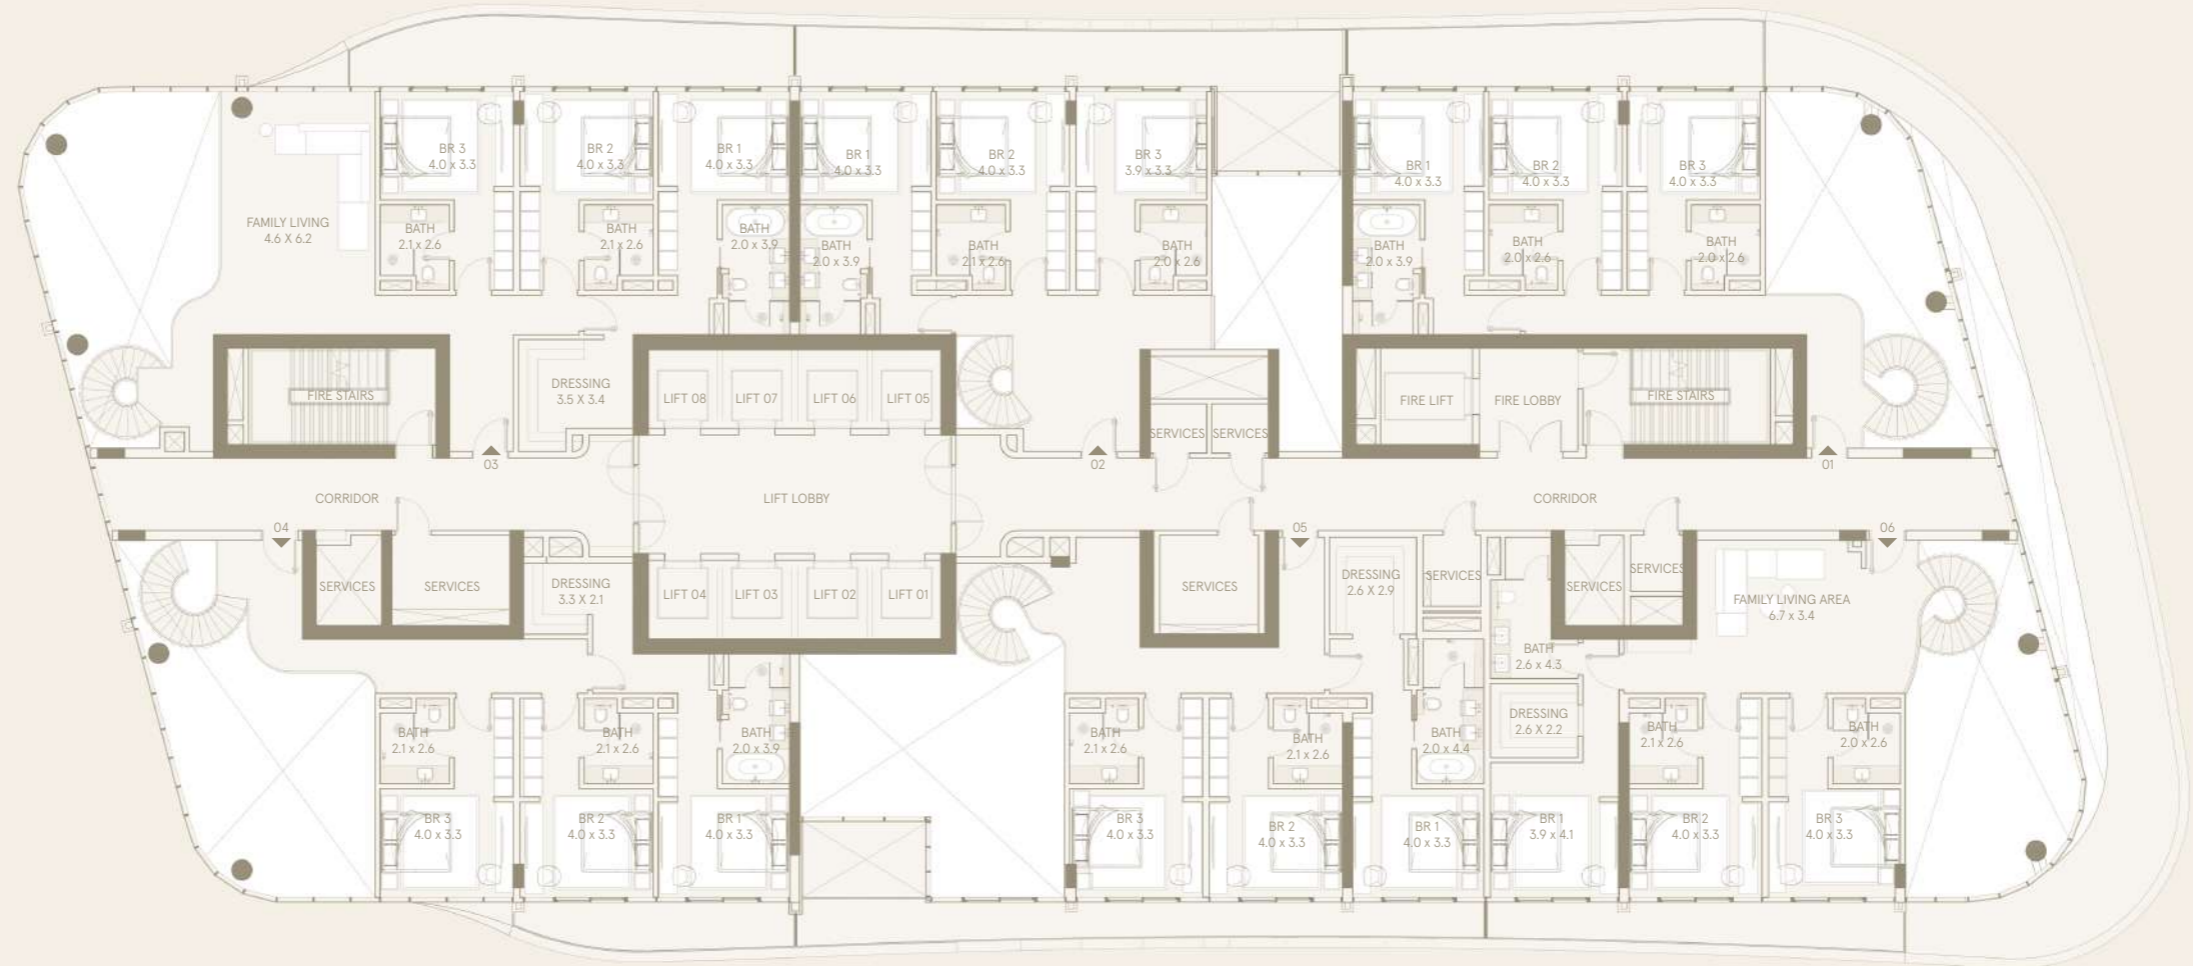 BR 3
4.0 x 3.3
BR 2
4.0 x 3.3
BR 1
4.0 x 3.3
BR 1
4.0 x 3.3
BR 2
4.0 x 3.3
BR 3
3.9 x 3.3
BR 1
4.0 x 3.3
BR 2
4.0 x 3.3
BR 3
4.0 x 3.3
FAMILY LIVING
4.6 X 6.2
BATH
2.1 x 2.6
BATH
2.1 x 2.6
BATH
2.0 x 3.9
BATH
2.0 x 3.9
BATH
2.1 x 2.6
BATH
2.0 x 2.6
BATH
2.0 x 3.9
BATH
2.0 x 2.6
BATH
2.0 x 2.6
FIRE STAIRS
DRESSING
3.5 X 3.4
LIFT 08
LIFT 07
LIFT 06
LIFT 05
SERVICES
SERVICES
FIRE LIFT
FIRE LOBBY
FIRE STAIRS
03
02
01
CORRIDOR
LIFT LOBBY
CORRIDOR
04
05
06
SERVICES
SERVICES
DRESSING
3.3 X 2.1
LIFT 04
LIFT 03
LIFT 02
LIFT 01
SERVICES
DRESSING
2.6 X 2.9
SERVICES
SERVICES
SERVICES
FAMILY LIVING AREA
6.7 x 3.4
BATH
2.6 x 4.3
DRESSING
2.6 X 2.2
BATH
2.1 x 2.6
BATH
2.1 x 2.6
BATH
2.0 x 3.9
BATH
2.1 x 2.6
BATH
2.1 x 2.6
BATH
2.0 x 4.4
BATH
2.1 x 2.6
BATH
2.0 x 2.6
BR 3
4.0 x 3.3
BR 2
4.0 x 3.3
BR 1
4.0 x 3.3
BR 3
4.0 x 3.3
BR 2
4.0 x 3.3
BR 1
4.0 x 3.3
BR 1
3.9 x 4.1
BR 2
4.0 x 3.3
BR 3
4.0 x 3.3